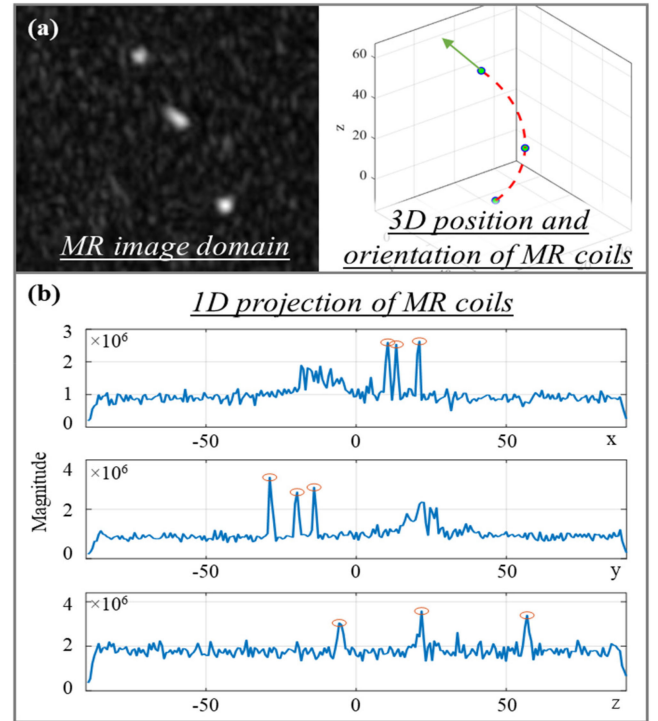 (a)
MR image domain
60
40
20
0
z
3D position and
orientation of MR coils
(b)
1D projection of MR coils
Magnitude
×10⁶
3
2
1
0
-50
0
50
x
×10⁶
4
2
0
-50
0
50
y
×10⁶
4
2
0
-50
0
50
z